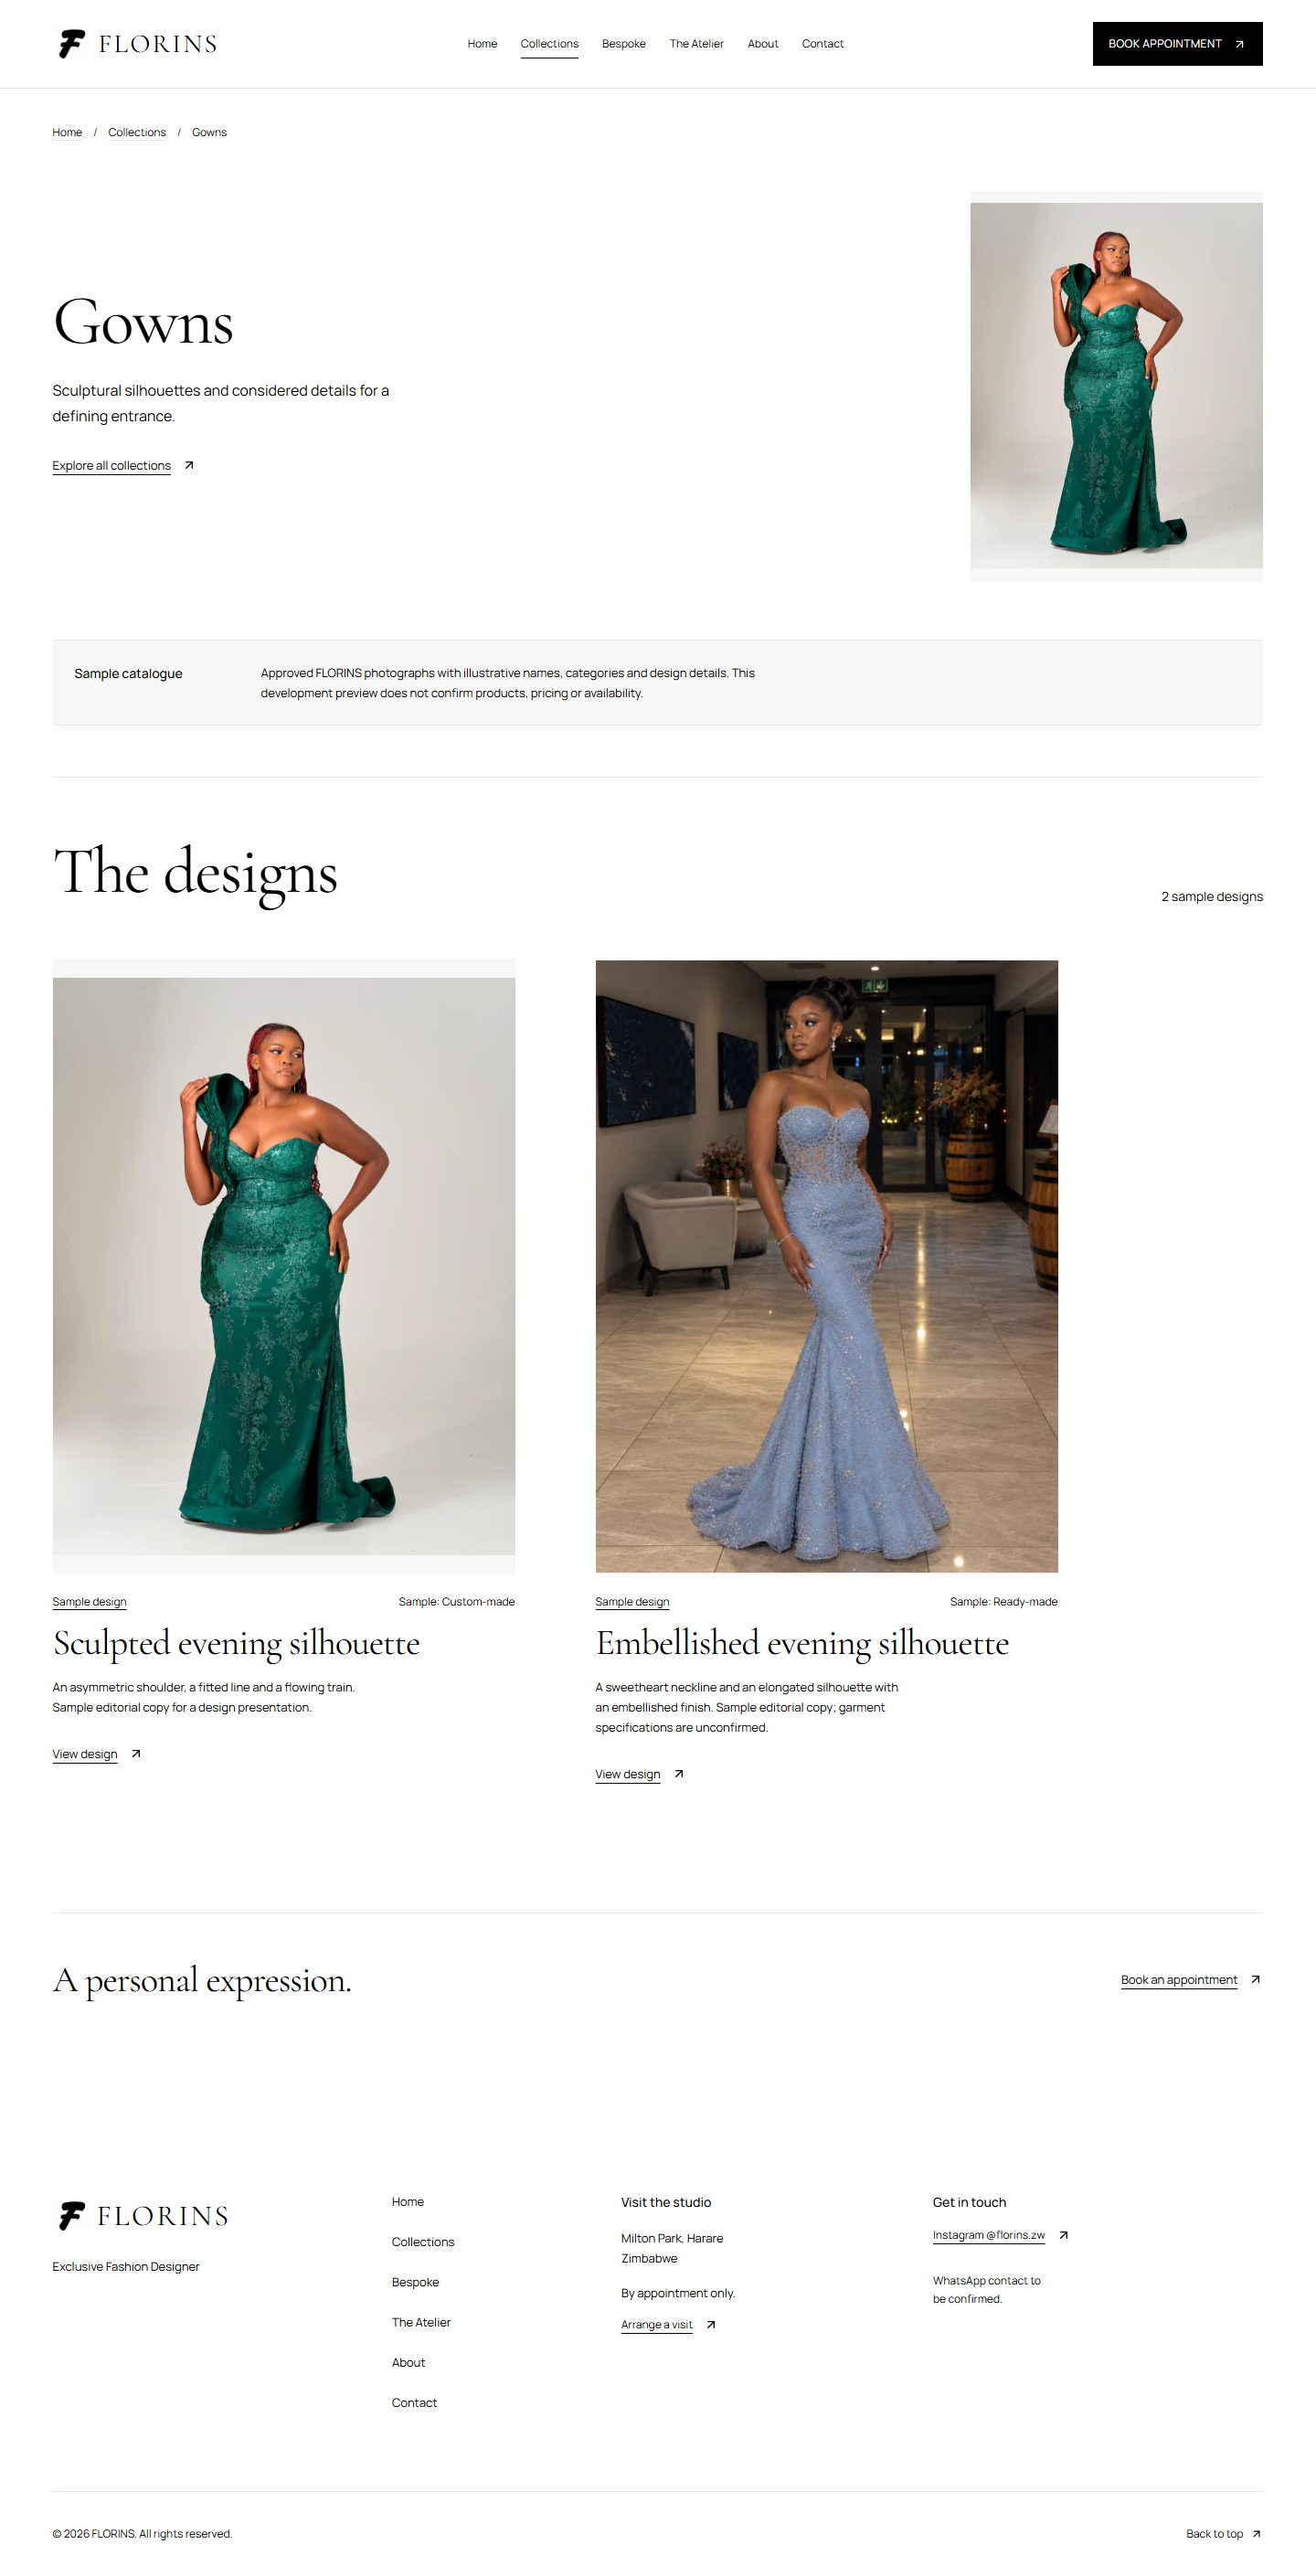 F FLORINS
Home
Collections
Bespoke
The Atelier
About
Contact
BOOK APPOINTMENT
Home / Collections / Gowns
Gowns
Sculptural silhouettes and considered details for a
defining entrance.
Explore all collections
Sample catalogue
Approved FLORINS photographs with illustrative names, categories and design details. This
development preview does not confirm products, pricing or availability.
The designs
2 sample designs
Sample design
Sample: Custom-made
Sculpted evening silhouette
An asymmetric shoulder, a fitted line and a flowing train.
Sample editorial copy for a design presentation.
View design
Sample design
Sample: Ready-made
Embellished evening silhouette
A sweetheart neckline and an elongated silhouette with
an embellished finish. Sample editorial copy; garment
specifications are unconfirmed.
View design
A personal expression.
Book an appointment
F FLORINS
Exclusive Fashion Designer
Home
Collections
Bespoke
The Atelier
About
Contact
Visit the studio
Milton Park, Harare
Zimbabwe
By appointment only.
Arrange a visit
Get in touch
Instagram @florins.zw
WhatsApp contact to
be confirmed.
© 2026 FLORINS. All rights reserved.
Back to top